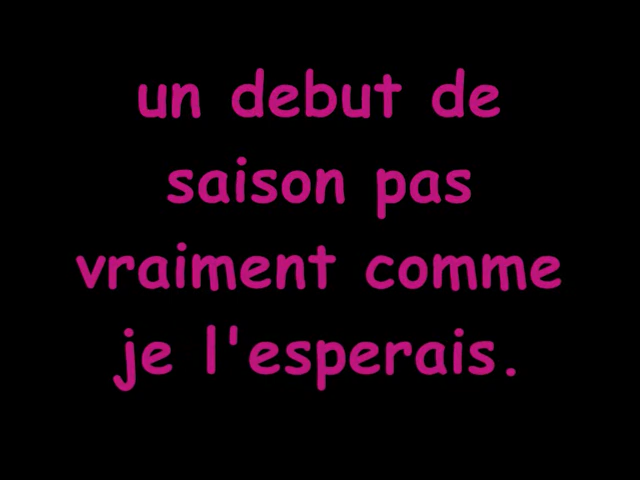 un debut de
saison pas
vraiment comme
je l'esperais.